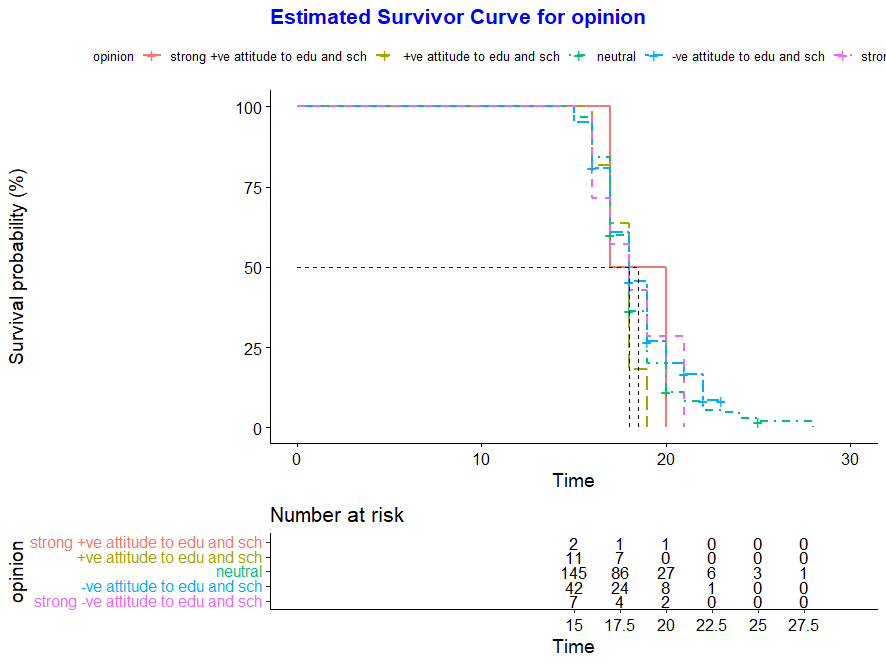 Estimated Survivor Curve for opinion
opinion strong +ve attitude to edu and sch +ve attitude to edu and sch neutral -ve attitude to edu and sch stror
Survival probability (%)
100
75
50
25
0
0 10 20 30
Time
Number at risk
opinion
strong +ve attitude to edu and sch 2 1 1 0 0 0
+ve attitude to edu and sch 11 7 0 0 0 0
neutral 145 86 27 6 3 1
-ve attitude to edu and sch 42 24 8 1 0 0
strong -ve attitude to edu and sch 7 4 2 0 0 0
15 17.5 20 22.5 25 27.5
Time